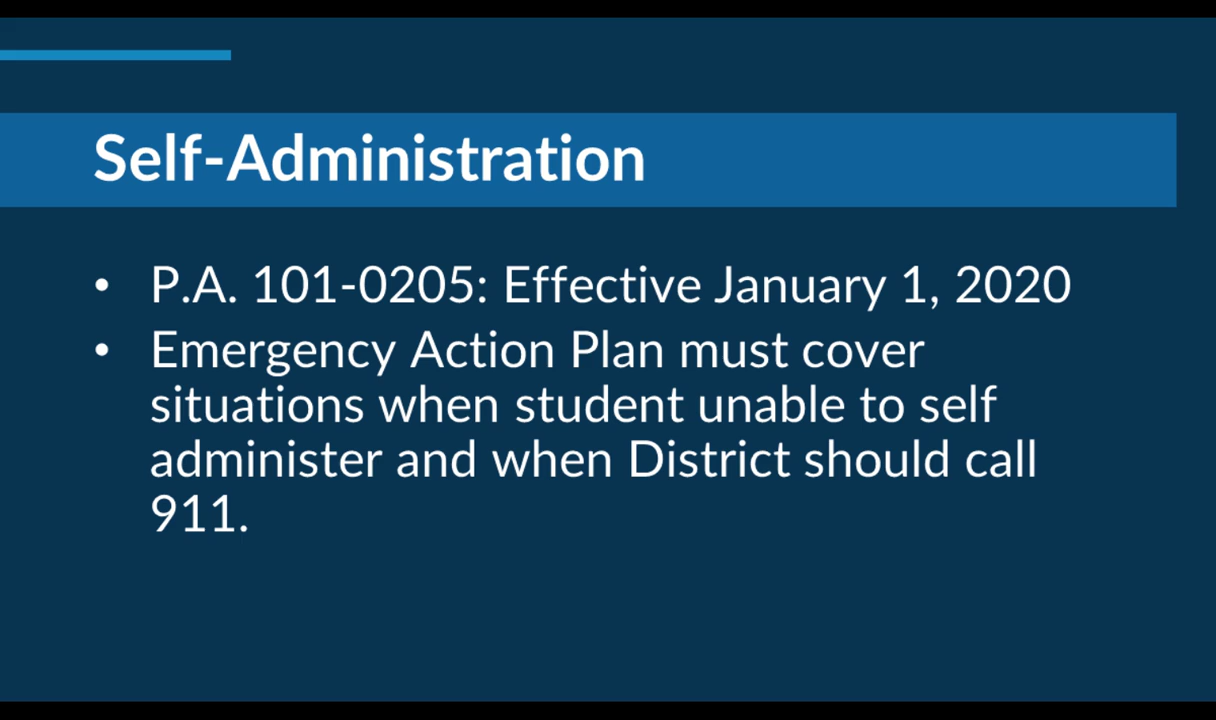 Self-Administration
• P.A. 101-0205: Effective January 1, 2020
• Emergency Action Plan must cover
situations when student unable to self
administer and when District should call
911.